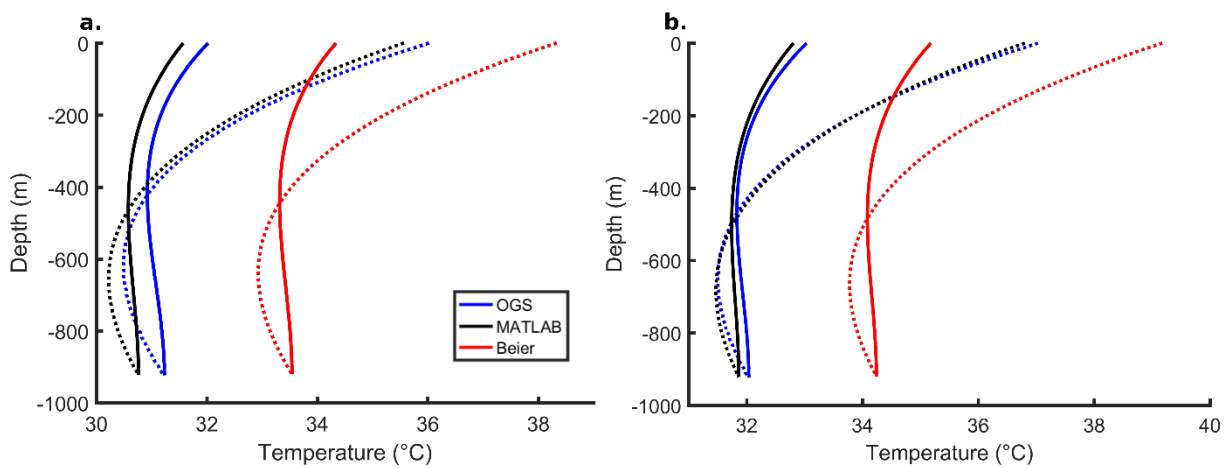 a.
0
-200
-400
-600
-800
-1000
Depth (m)
30
32
34
36
38
Temperature (°C)
OGS
MATLAB
Beier
b.
0
-200
-400
-600
-800
-1000
Depth (m)
32
34
36
38
40
Temperature (°C)